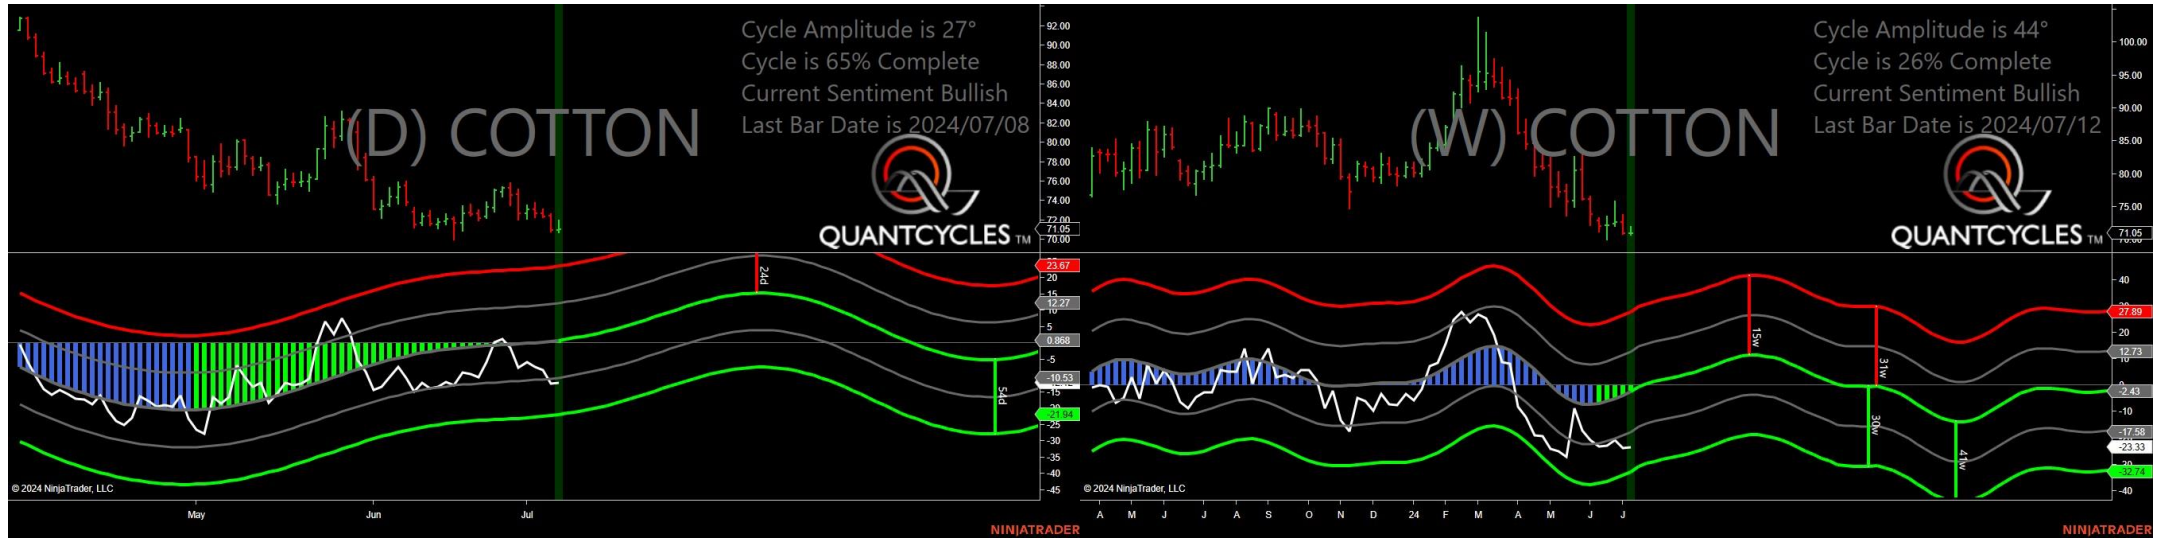 Cycle Amplitude is 27°
Cycle is 65% Complete
Current Sentiment Bullish
Last Bar Date is 2024/07/08
(D) COTTON
QUANTCYCLES TM
92.00
90.00
88.00
86.00
84.00
82.00
80.00
78.00
76.00
74.00
72.00
71.05
70.00
24d
54d
23.67
20
15
12.27
10
5
0.868
-5
-10.53
-15
-20
-21.94
-25
-30
-35
-40
-45
© 2024 NinjaTrader, LLC
May
Jun
Jul
NINJATRADER
Cycle Amplitude is 44°
Cycle is 26% Complete
Current Sentiment Bullish
Last Bar Date is 2024/07/12
(W) COTTON
QUANTCYCLES TM
100.00
95.00
90.00
85.00
80.00
75.00
71.05
15w
31w
30w
41w
40
27.89
20
12.73
0
-2.43
-10
-17.58
-23.33
-32.74
-40
© 2024 NinjaTrader, LLC
A M J J A S O N D 24 F M A M J J
NINJATRADER